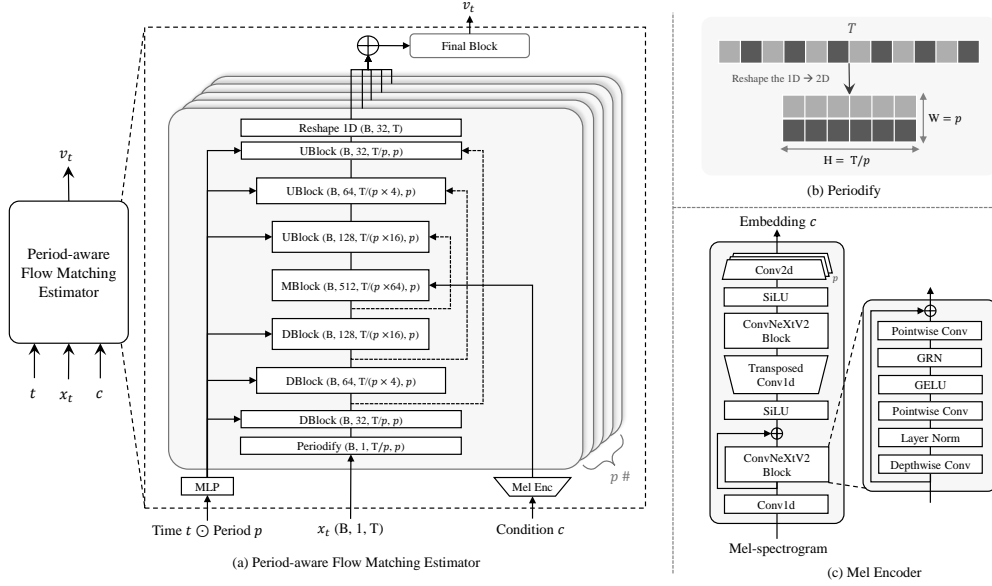 v_t
Period-aware
Flow Matching
Estimator
t
x_t
c
v_t
Final Block
Reshape 1D (B, 32, T)
UBlock (B, 32, T/p, p)
UBlock (B, 64, T/(p × 4), p)
UBlock (B, 128, T/(p ×16), p)
MBlock (B, 512, T/(p ×64), p)
DBlock (B, 128, T/(p ×16), p)
DBlock (B, 64, T/(p × 4), p)
DBlock (B, 32, T/p, p)
Periodify (B, 1, T/p, p)
p #
MLP
Mel Enc
Time t ⊙ Period p
x_t (B, 1, T)
Condition c
(a) Period-aware Flow Matching Estimator
T
Reshape the 1D → 2D
W = p
H = T/p
(b) Periodify
Embedding c
Conv2d
p
SiLU
ConvNeXtV2
Block
Transposed
Conv1d
SiLU
ConvNeXtV2
Block
Conv1d
Mel-spectrogram
Pointwise Conv
GRN
GELU
Pointwise Conv
Layer Norm
Depthwise Conv
(c) Mel Encoder